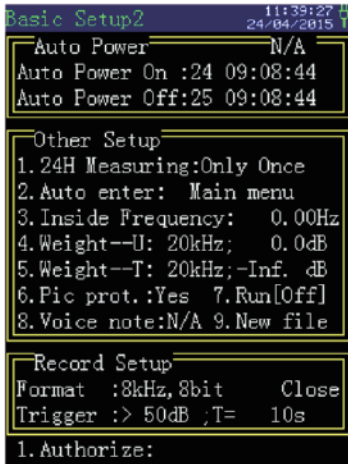 Basic Setup2 11:39:27
24/04/2015
Auto Power N/A
Auto Power On :24 09:08:44
Auto Power Off:25 09:08:44
Other Setup
1.24H Measuring:Only Once
2.Auto enter: Main menu
3.Inside Frequency: 0.00Hz
4.Weight--U: 20kHz; 0.0dB
5.Weight--T: 20kHz;-Inf. dB
6.Pic prot.:Yes 7.Run[Off]
8.Voice note:N/A 9.New file
Record Setup
Format :8kHz,8bit Close
Trigger :> 50dB ;T= 10s
1.Authorize: